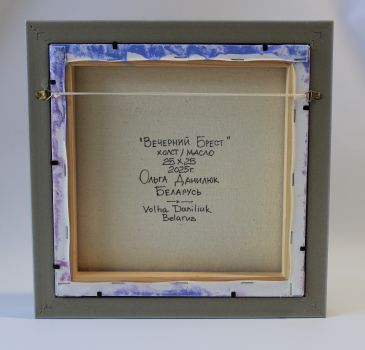 "Вечерний Брест"
холст / масло
25 x 25
2025г.
Ольга Данилюк
Беларусь
Volha Daniliuk
Belarus